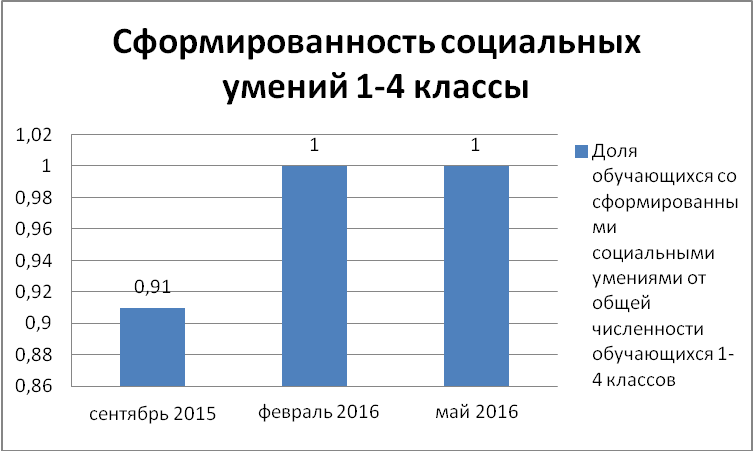 Сформированность социальных
умений 1-4 классы
1,02
1
0,98
0,96
0,94
0,92
0,9
0,88
0,86
0,91
1
1
сентябрь 2015
февраль 2016
май 2016
Доля
обучающихся со
сформированны
ми
социальными
умениями от
общей
численности
обучающихся 1-
4 классов